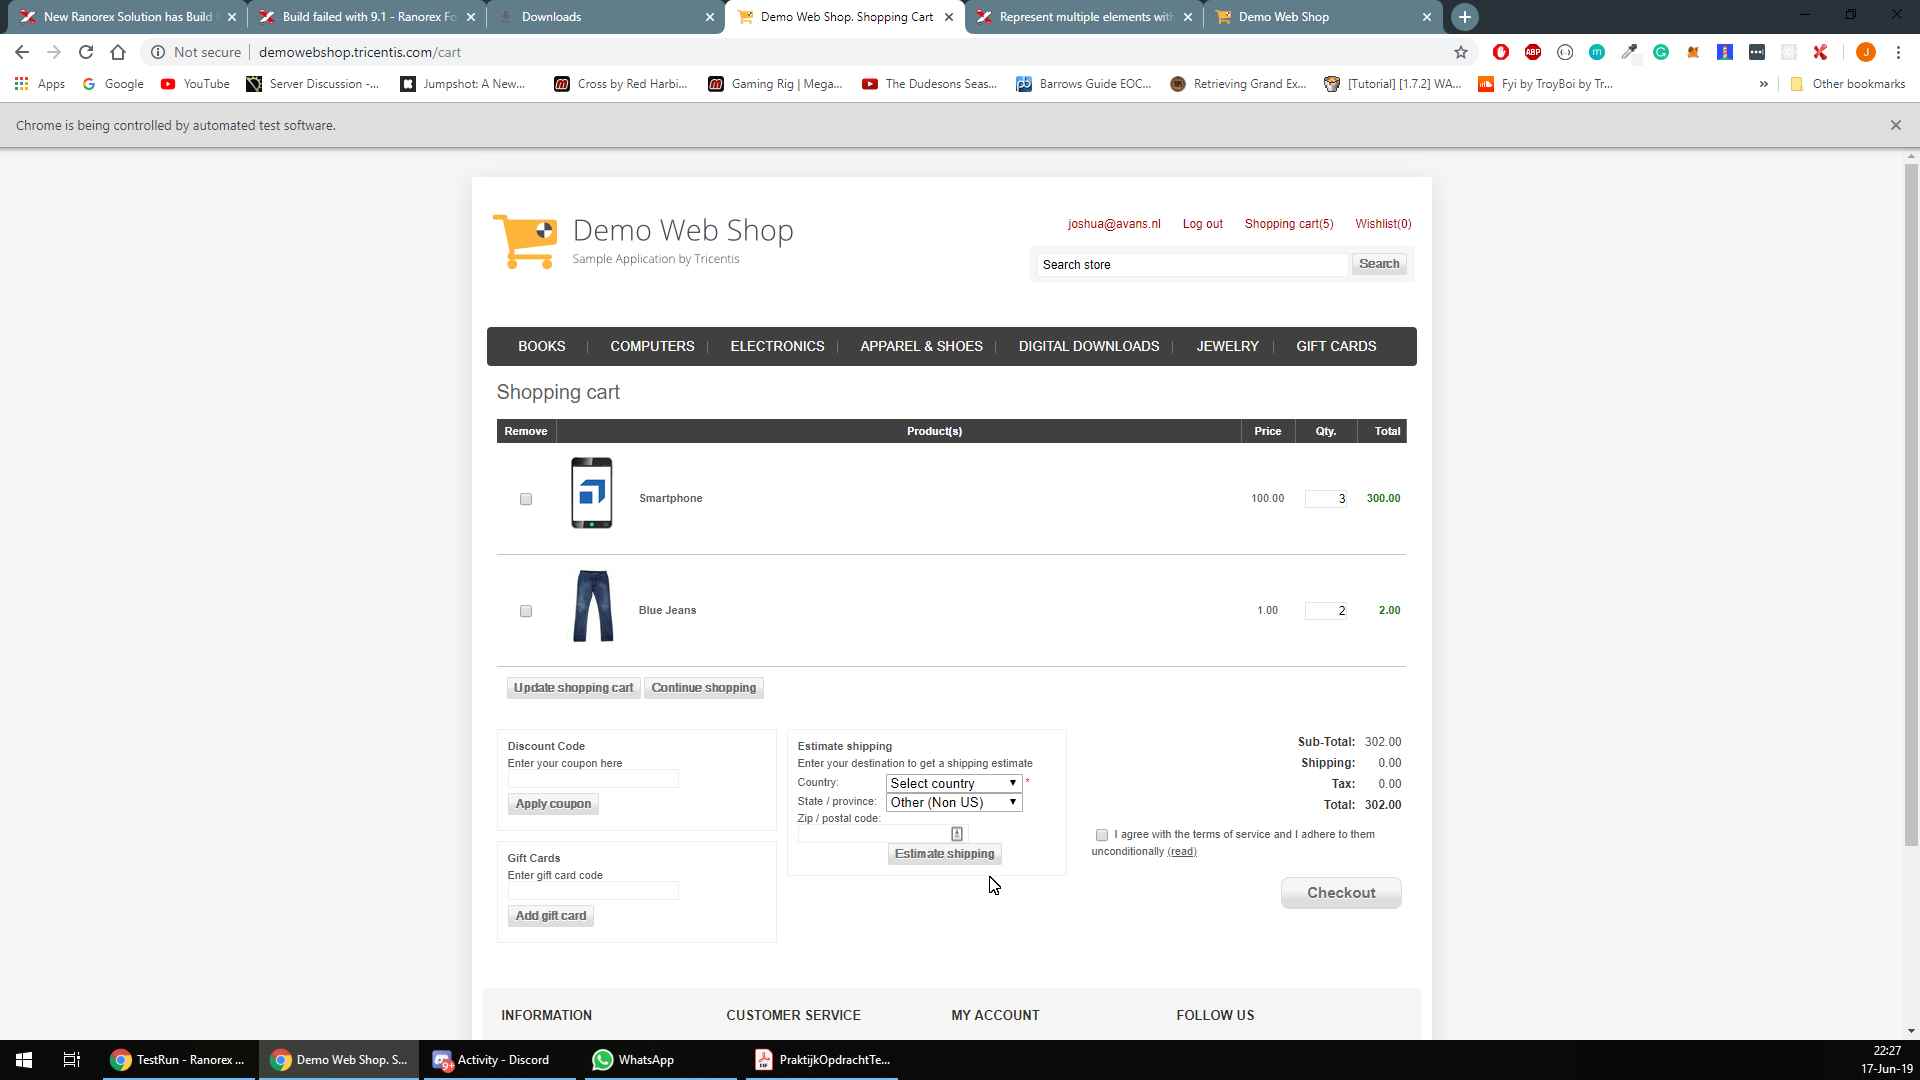 New Ranorex Solution has Build
Build failed with 9.1 - Ranorex Fo
Downloads
Demo Web Shop. Shopping Cart
Represent multiple elements with
Demo Web Shop
Not secure
demowebshop.tricentis.com/cart
Apps
Google
YouTube
Server Discussion -...
Jumpshot: A New...
Cross by Red Harbi...
Gaming Rig | Mega...
The Dudesons Seas...
Barrows Guide EOC...
Retrieving Grand Ex...
[Tutorial] [1.7.2] WA...
Fyi by TroyBoi by Tr...
»
Other bookmarks
Chrome is being controlled by automated test software.
Demo Web Shop
Sample Application by Tricentis
joshua@avans.nl
Log out
Shopping cart(5)
Wishlist(0)
Search store
Search
BOOKS
COMPUTERS
ELECTRONICS
APPAREL & SHOES
DIGITAL DOWNLOADS
JEWELRY
GIFT CARDS
Shopping cart
Remove
Product(s)
Price
Qty.
Total
Smartphone
100.00
3
300.00
Blue Jeans
1.00
2
2.00
Update shopping cart
Continue shopping
Discount Code
Enter your coupon here
Apply coupon
Gift Cards
Enter gift card code
Add gift card
Estimate shipping
Enter your destination to get a shipping estimate
Country: Select country *
State / province: Other (Non US)
Zip / postal code:
Estimate shipping
Sub-Total: 302.00
Shipping: 0.00
Tax: 0.00
Total: 302.00
I agree with the terms of service and I adhere to them
unconditionally (read)
Checkout
INFORMATION
CUSTOMER SERVICE
MY ACCOUNT
FOLLOW US
TestRun - Ranorex ...
Demo Web Shop. S...
9+
Activity - Discord
WhatsApp
PraktijkOpdrachtTe...
22:27
17-Jun-19